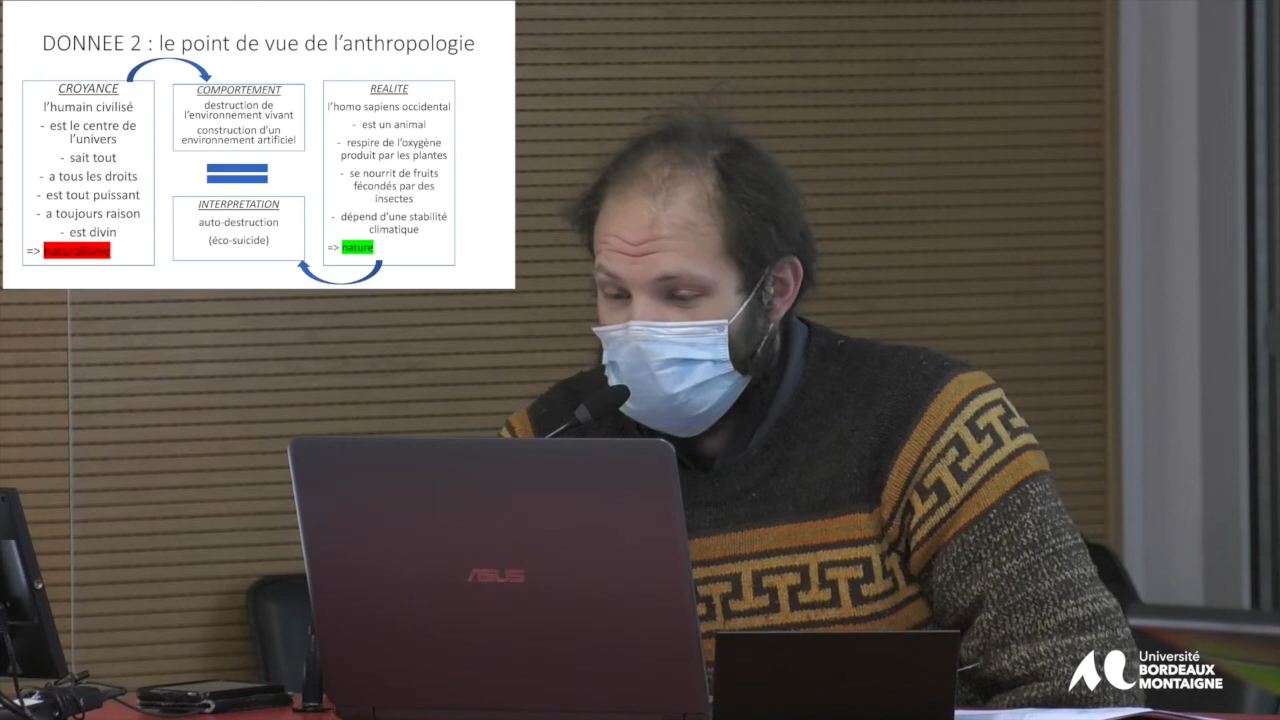 DONNEE 2 : le point de vue de l'anthropologie
CROYANCE
l'humain civilisé
- est le centre de
l'univers
- sait tout
- a tous les droits
- est tout puissant
- a toujours raison
- est divin
=> naturalisme
COMPORTEMENT
destruction de
l'environnement vivant
construction d'un
environnement artificiel
INTERPRETATION
auto-destruction
(éco-suicide)
REALITE
l'homo sapiens occidental
- est un animal
- respire de l'oxygène
produit par les plantes
- se nourrit de fruits
fécondés par des
insectes
- dépend d'une stabilité
climatique
=> nature
ASUS
Université
BORDEAUX
MONTAIGNE